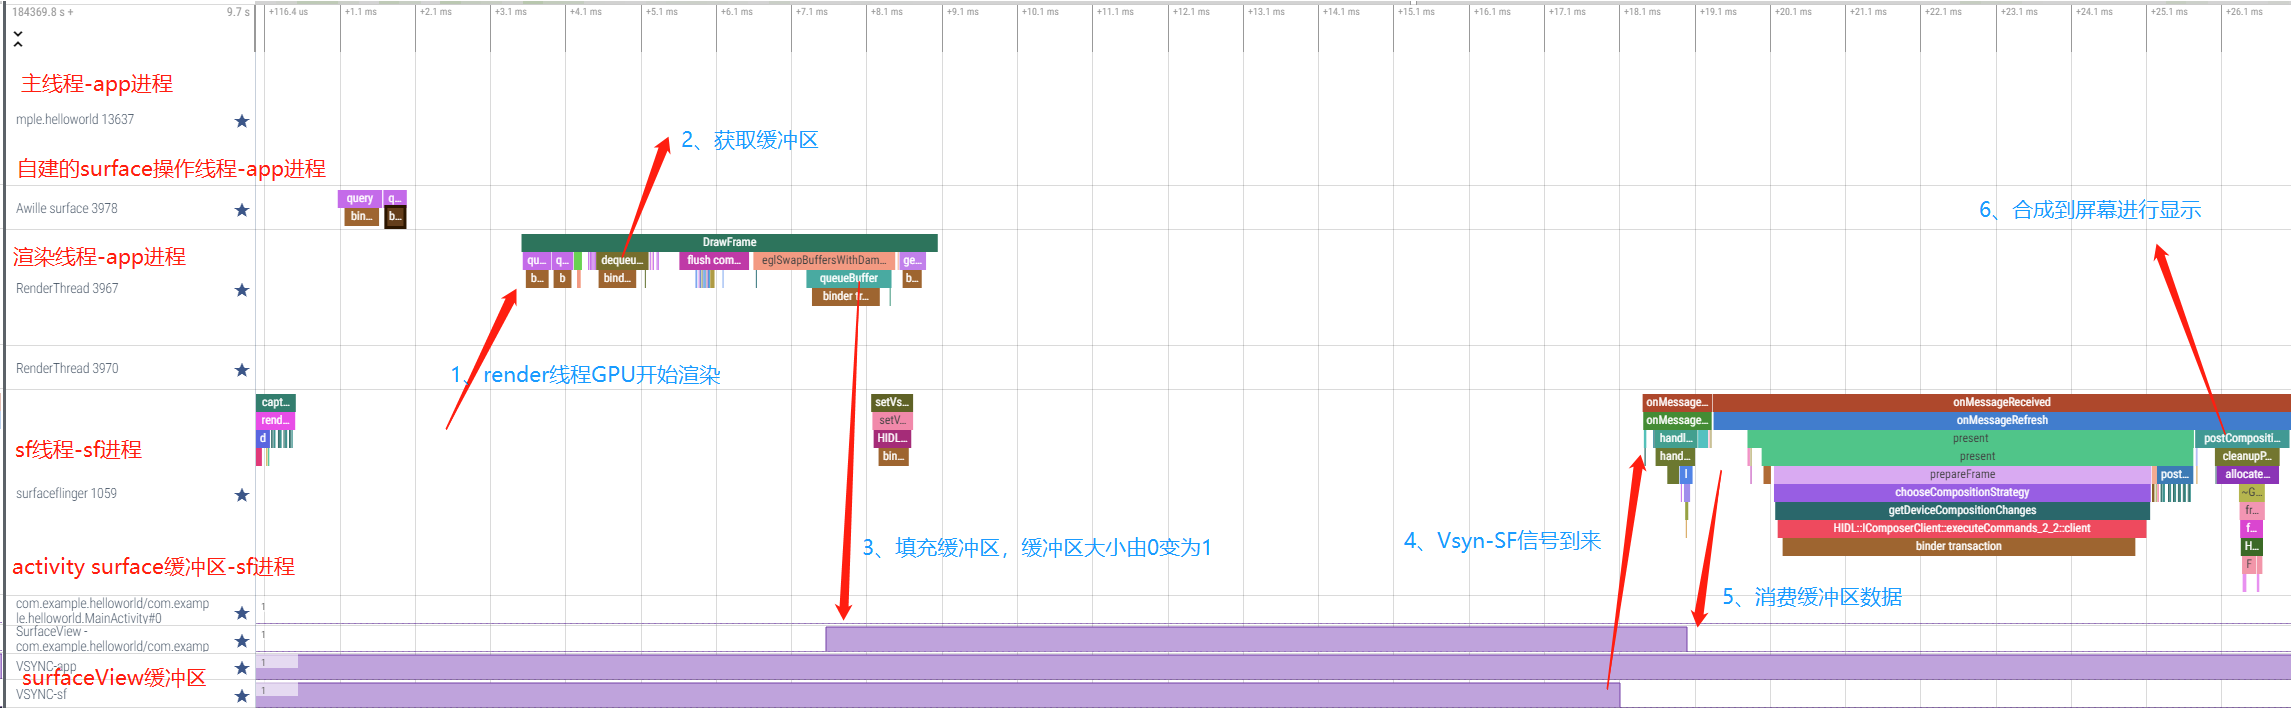 184369.8 s +
9.7 s
+116.4 us
+1.1 ms
+2.1 ms
+3.1 ms
+4.1 ms
+5.1 ms
+6.1 ms
+7.1 ms
+8.1 ms
+9.1 ms
+10.1 ms
+11.1 ms
+12.1 ms
+13.1 ms
+14.1 ms
+15.1 ms
+16.1 ms
+17.1 ms
+18.1 ms
+19.1 ms
+20.1 ms
+21.1 ms
+22.1 ms
+23.1 ms
+24.1 ms
+25.1 ms
+26.1 ms
主线程-app进程
mple.helloworld 13637
2、获取缓冲区
自建的surface操作线程-app进程
query
q...
Awille surface 3978
bin...
b...
6、合成到屏幕进行显示
渲染线程-app进程
DrawFrame
qu...
q...
dequeu...
flush com...
eglSwapBuffersWithDam...
ge...
RenderThread 3967
b...
b
bind...
queueBuffer
b...
binder tr...
RenderThread 3970
1、render线程GPU开始渲染
capt...
setVs...
onMessage...
onMessageReceived
rend...
setV...
onMessage...
onMessageRefresh
d
HIDL...
handl...
present
postCompositi...
sf线程-sf进程
bin...
hand...
present
cleanupP...
l
prepareFrame
post...
allocate...
surfaceflinger 1059
chooseCompositionStrategy
~G...
getDeviceCompositionChanges
fr...
HIDL::IComposerClient::executeCommands_2_2::client
f...
binder transaction
H...
F
3、填充缓冲区，缓冲区大小由0变为1
4、Vsyn-SF信号到来
activity surface缓冲区-sf进程
5、消费缓冲区数据
com.example.helloworld/com.examp
le.helloworld.MainActivity#0
1
SurfaceView -
com.example.helloworld/com.examp
1
VSYNC-app
1
surfaceView缓冲区
VSYNC-sf
1